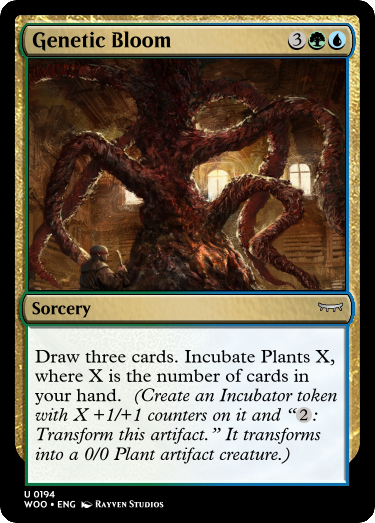 Genetic Bloom 3
Sorcery
Draw three cards. Incubate Plants X,
where X is the number of cards in
your hand. (Create an Incubator token
with X +1/+1 counters on it and “2:
Transform this artifact.” It transforms
into a 0/0 Plant artifact creature.)
U 0194
WOO • ENG Rayven Studios